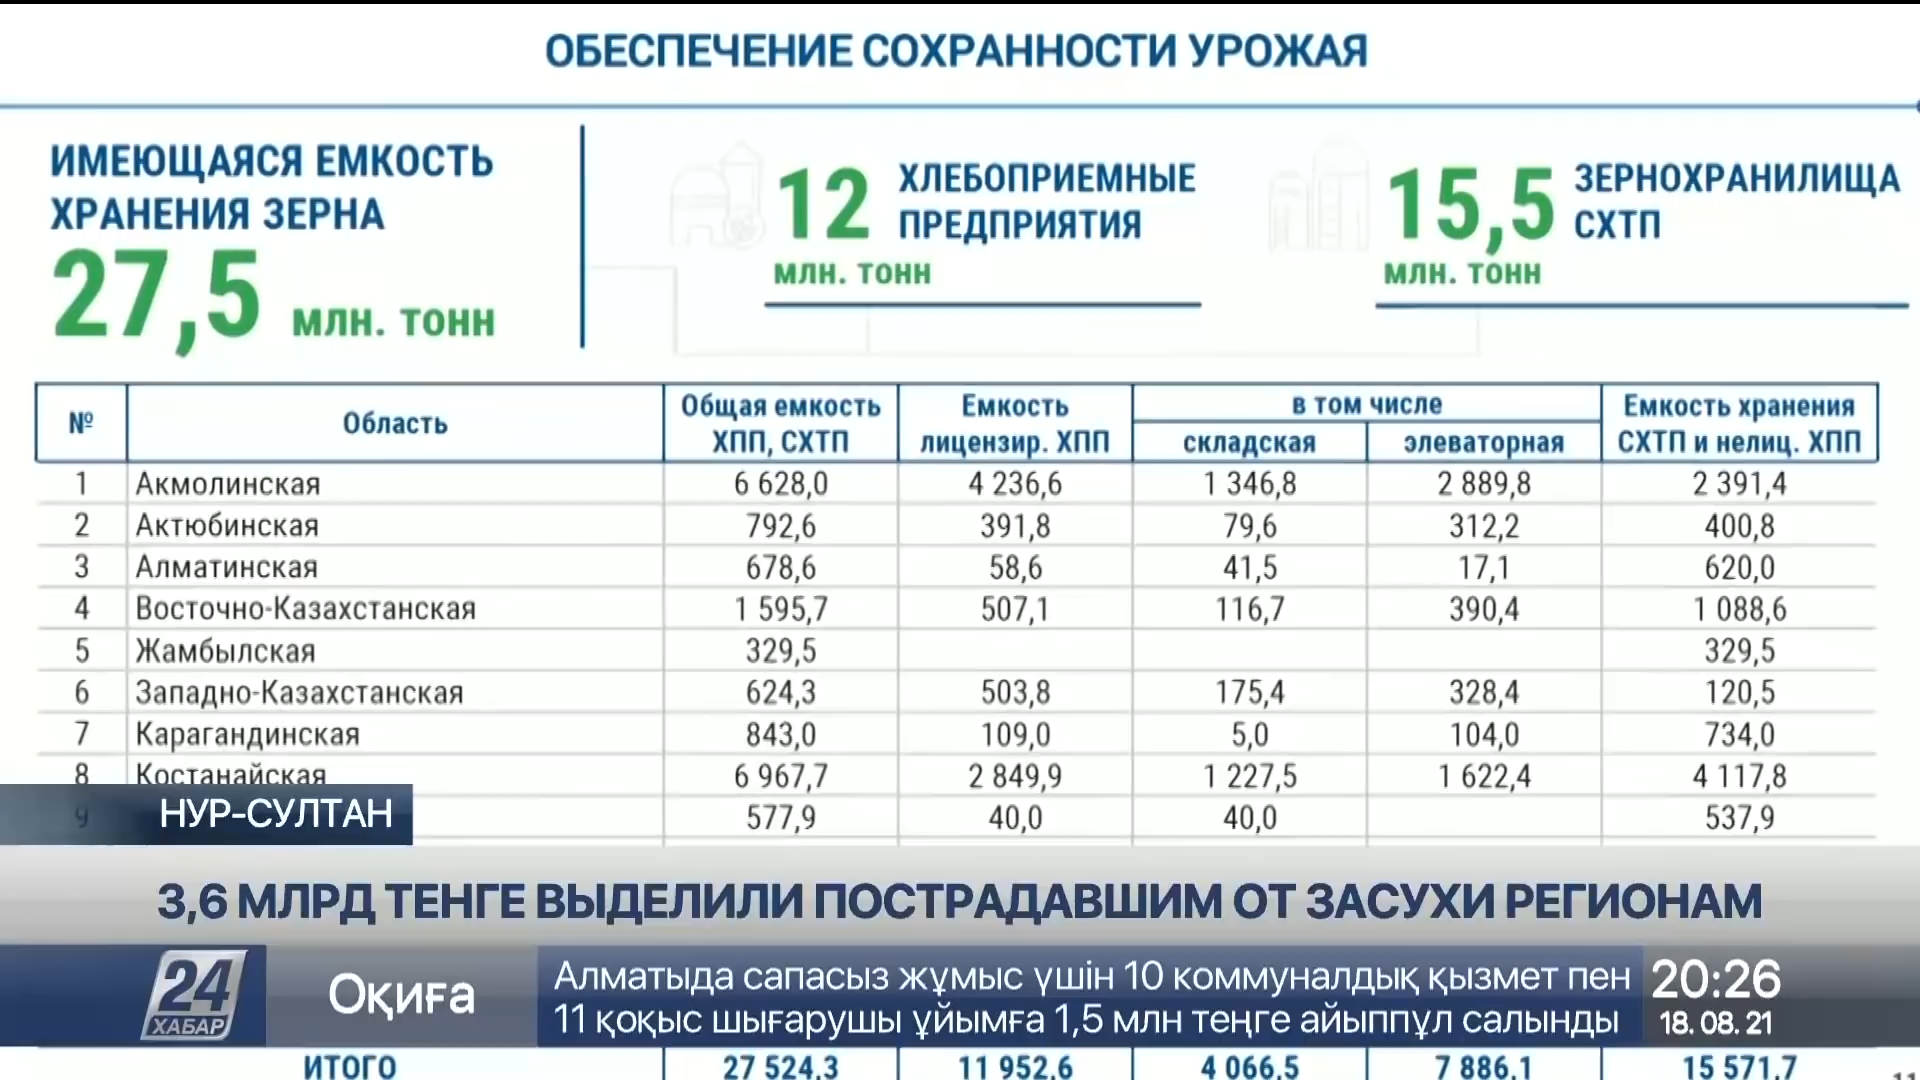 ОБЕСПЕЧЕНИЕ СОХРАННОСТИ УРОЖАЯ
ИМЕЮЩАЯСЯ ЕМКОСТЬ
ХРАНЕНИЯ ЗЕРНА
27,5 МЛН. ТОНН
12 ХЛЕБОПРИЕМНЫЕ
ПРЕДПРИЯТИЯ
МЛН. ТОНН
15,5 ЗЕРНОХРАНИЛИЩА
СХТП
МЛН. ТОНН
№ Область Общая емкость ХПП, СХТП Емкость лицензир. ХПП в том числе складская элеваторная Емкость хранения СХТП и нелиц. ХПП
1 Акмолинская 6 628,0 4 236,6 1 346,8 2 889,8 2 391,4
2 Актюбинская 792,6 391,8 79,6 312,2 400,8
3 Алматинская 678,6 58,6 41,5 17,1 620,0
4 Восточно-Казахстанская 1 595,7 507,1 116,7 390,4 1 088,6
5 Жамбылская 329,5 329,5
6 Западно-Казахстанская 624,3 503,8 175,4 328,4 120,5
7 Карагандинская 843,0 109,0 5,0 104,0 734,0
8 Костанайская 6 967,7 2 849,9 1 227,5 1 622,4 4 117,8
9 577,9 40,0 40,0 537,9
НУР-СУЛТАН
3,6 МЛРД ТЕНГЕ ВЫДЕЛИЛИ ПОСТРАДАВШИМ ОТ ЗАСУХИ РЕГИОНАМ
24
ХАБАР
Оқиға
Алматыда сапасыз жұмыс үшін 10 коммуналдық қызмет пен
11 қоқыс шығарушы ұйымға 1,5 млн теңге айыппұл салынды
20:26
18. 08. 21
ИТОГО 27 524,3 11 952,6 4 066,5 7 886,1 15 571,7